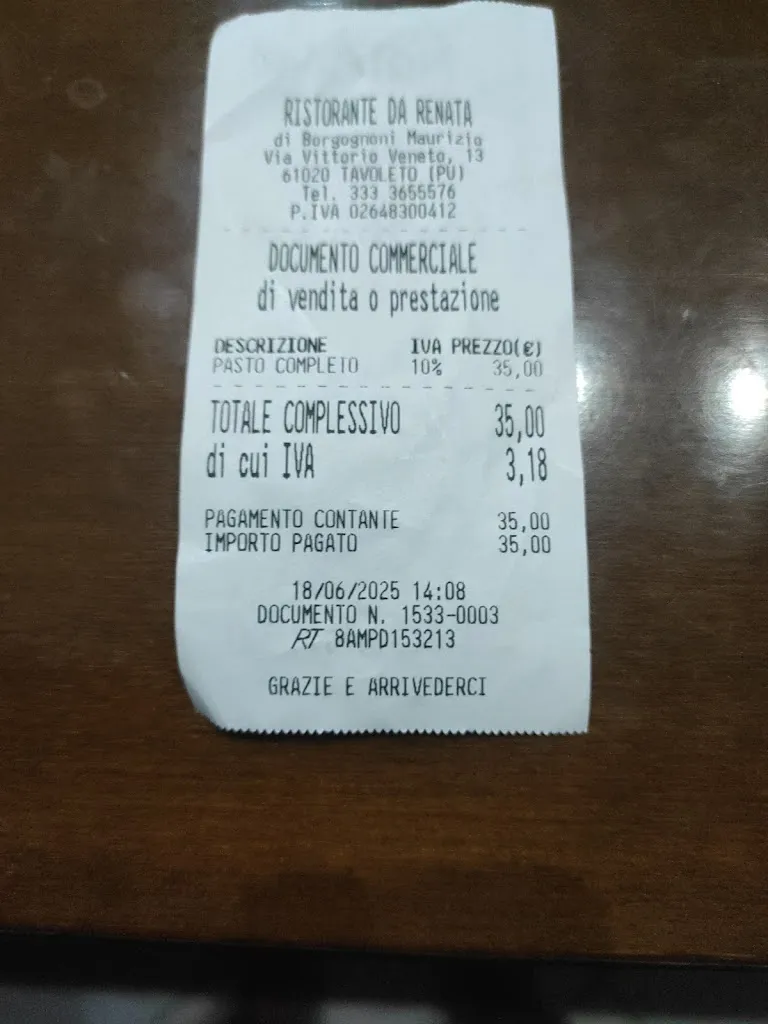 RISTORANTE DA RENATA
di Borgognoni Maurizio
Via Vittorio Veneto, 13
61020 TAVOLETO (PU)
Tel. 333 3655576
P.IVA 02648300412
DOCUMENTO COMMERCIALE
di vendita o prestazione
DESCRIZIONE IVA PREZZO(€)
PASTO COMPLETO 10% 35,00
TOTALE COMPLESSIVO 35,00
di cui IVA 3,18
PAGAMENTO CONTANTE 35,00
IMPORTO PAGATO 35,00
18/06/2025 14:08
DOCUMENTO N. 1533-0003
RT 8AMPD153213
GRAZIE E ARRIVEDERCI